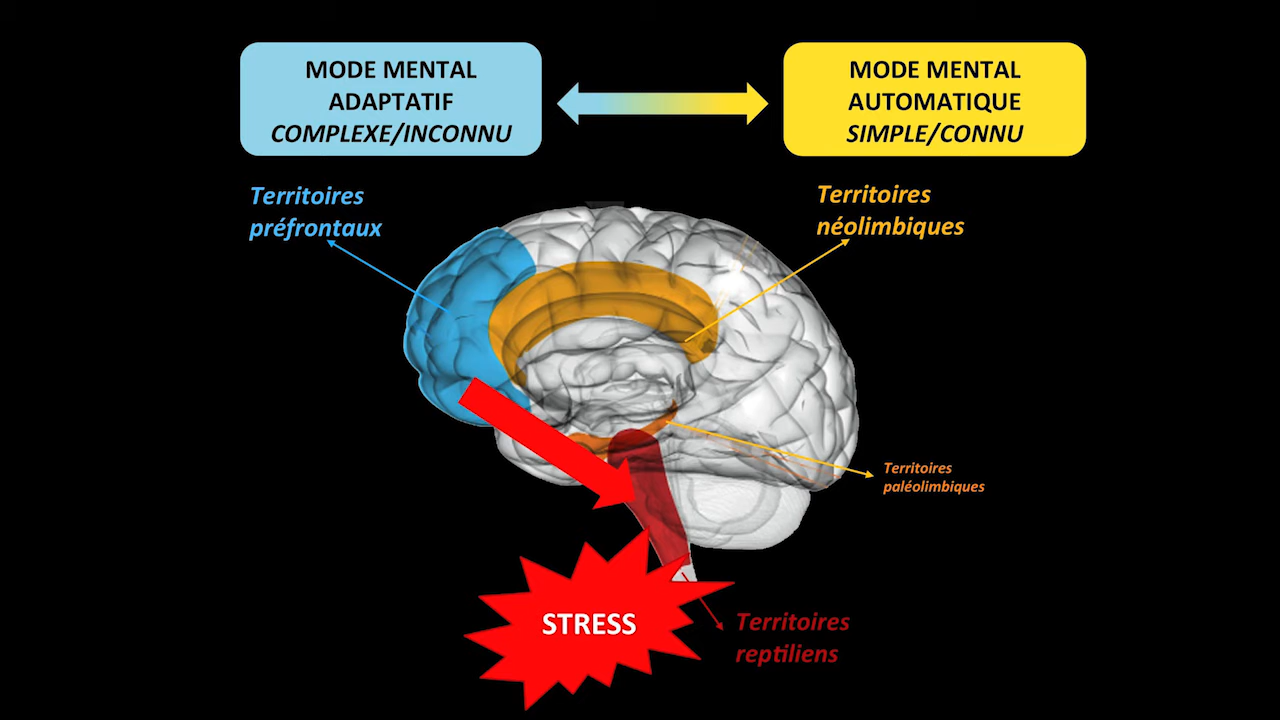 MODE MENTAL
ADAPTATIF
COMPLEXE/INCONNU
MODE MENTAL
AUTOMATIQUE
SIMPLE/CONNU
Territoires
préfrontaux
Territoires
néolimbiques
Territoires
paléolimbiques
STRESS
Territoires
reptiliens